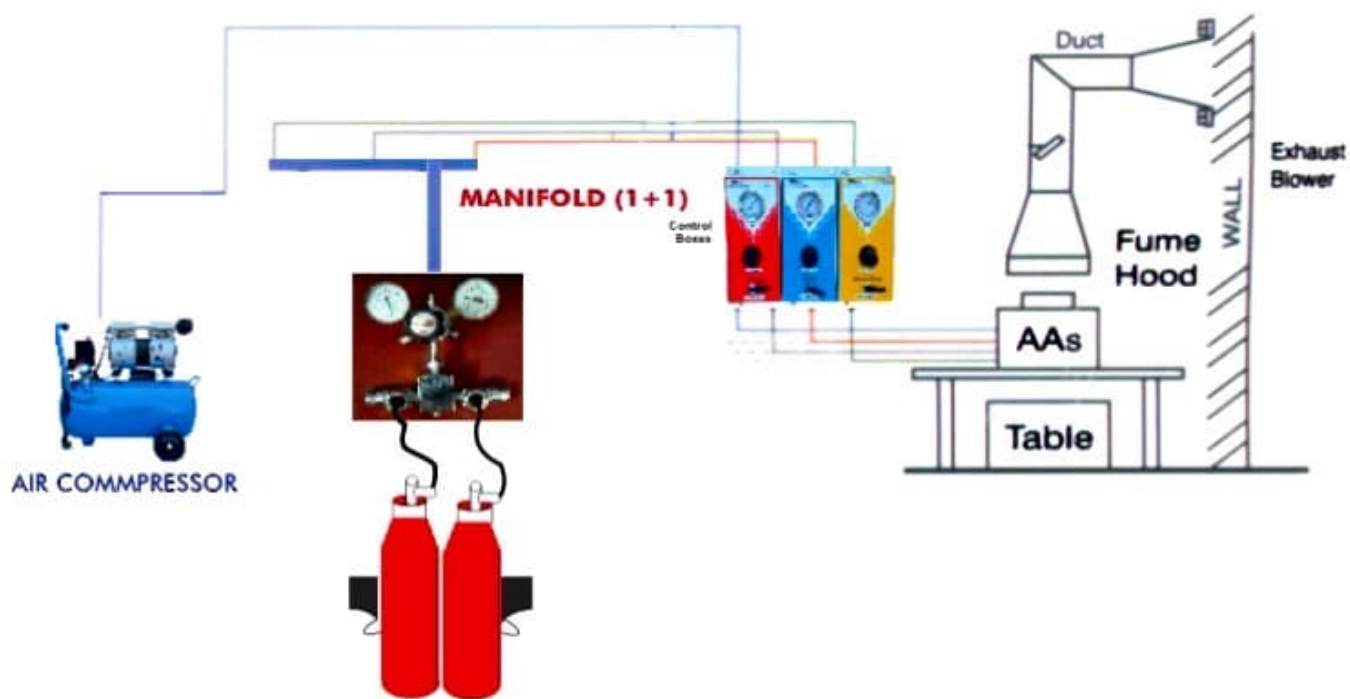 Duct
Exhaust
Blower
WALL
MANIFOLD (1+1)
Control
Boxes
Fume
Hood
AAs
Table
AIR COMMPRESSOR